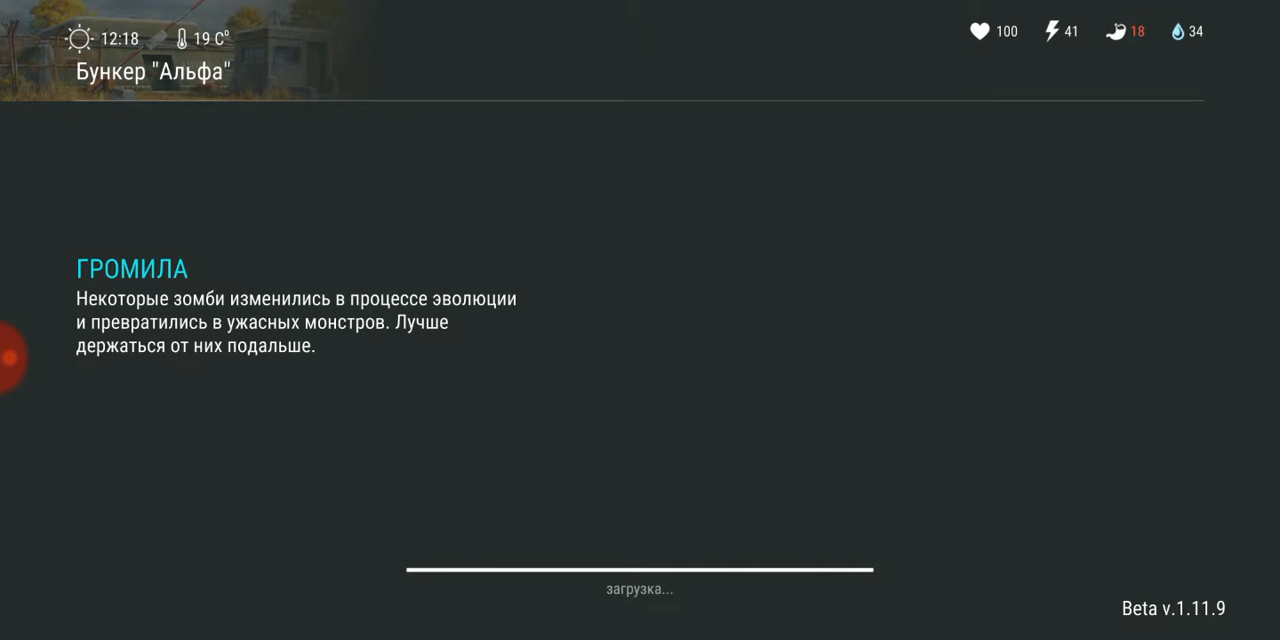 12:18 19 C⁰ 100 41 18 34
Бункер "Альфа"
ГРОМИЛА
Некоторые зомби изменились в процессе эволюции
и превратились в ужасных монстров. Лучше
держаться от них подальше.
загрузка...
Beta v.1.11.9